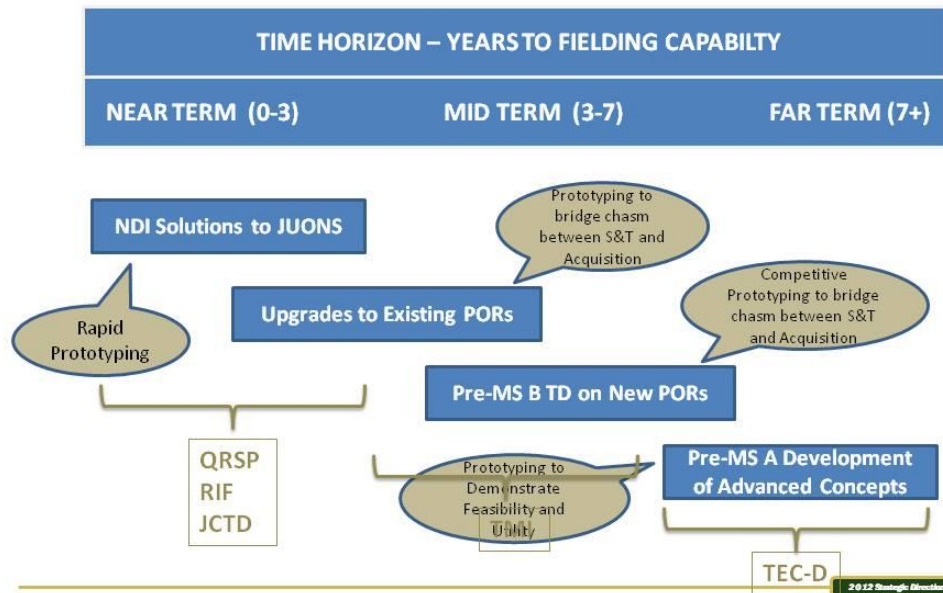 TIME HORIZON – YEARS TO FIELDING CAPABILTY
NEAR TERM (0-3)
MID TERM (3-7)
FAR TERM (7+)
Prototyping to
bridge chasm
between S&T and
Acquisition
NDI Solutions to JUONS
Competitive
Prototyping to bridge
chasm between S&T
and Acquisition
Rapid
Prototyping
Upgrades to Existing PORs
Pre-MS B TD on New PORs
QRSP
RIF
JCTD
Prototyping to
Demonstrate
Feasibility and
Utility
TMI
Pre-MS A Development
of Advanced Concepts
TEC-D
2012 Strategic Direction